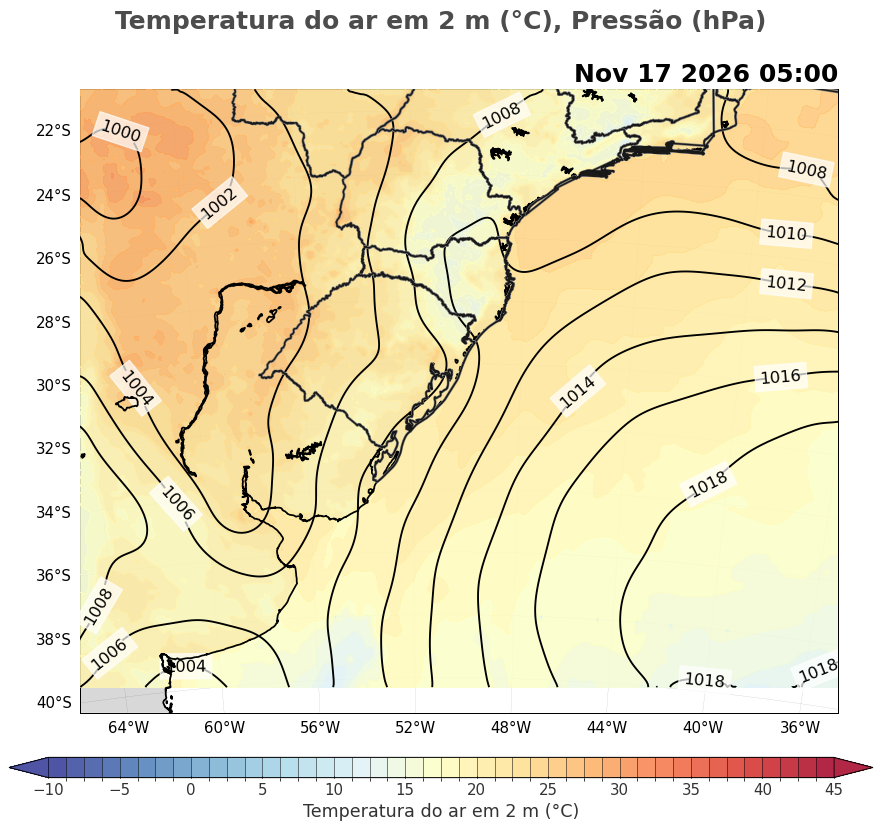 Temperatura do ar em 2 m (°C), Pressão (hPa)
Nov 17 2026 05:00
1000
1008
1008
1002
1010
1012
1004
1014
1016
1018
1006
1008
1006
1004
1018
1018
22°S
24°S
26°S
28°S
30°S
32°S
34°S
36°S
38°S
40°S
64°W 60°W 56°W 52°W 48°W 44°W 40°W 36°W
−10 −5 0 5 10 15 20 25 30 35 40 45
Temperatura do ar em 2 m (°C)